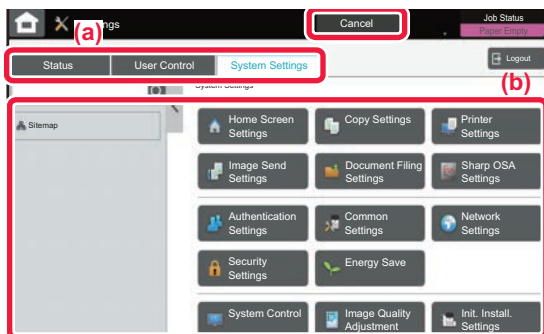 ngs
Cancel
Job Status
Paper Empty
(a)
Status
User Control
System Settings
Logout
(b)
System Settings
Sitemap
Home Screen
Settings
Copy Settings
Printer
Settings
Image Send
Settings
Document Filing
Settings
Sharp OSA
Settings
Authentication
Settings
Common
Settings
Network
Settings
Security
Settings
Energy Save
System Control
Image Quality
Adjustment
Init. Install.
Settings